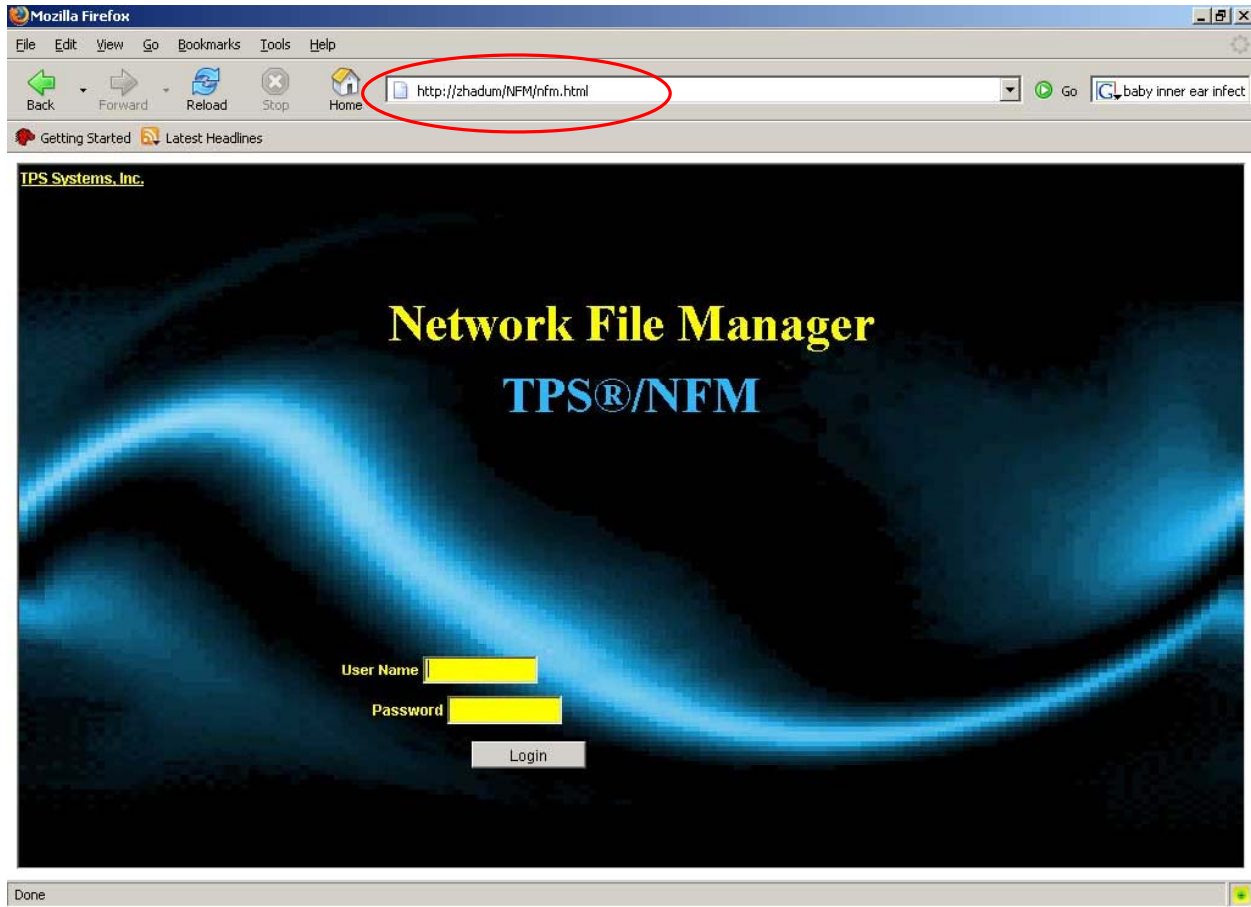 Mozilla Firefox
File Edit View Go Bookmarks Tools Help
Back Forward Reload Stop Home http://zhadum/NFM/nfm.html Go G baby inner ear infect
Getting Started Latest Headlines
TPS Systems, Inc.
Network File Manager
TPS®/NFM
User Name
Password
Login
Done